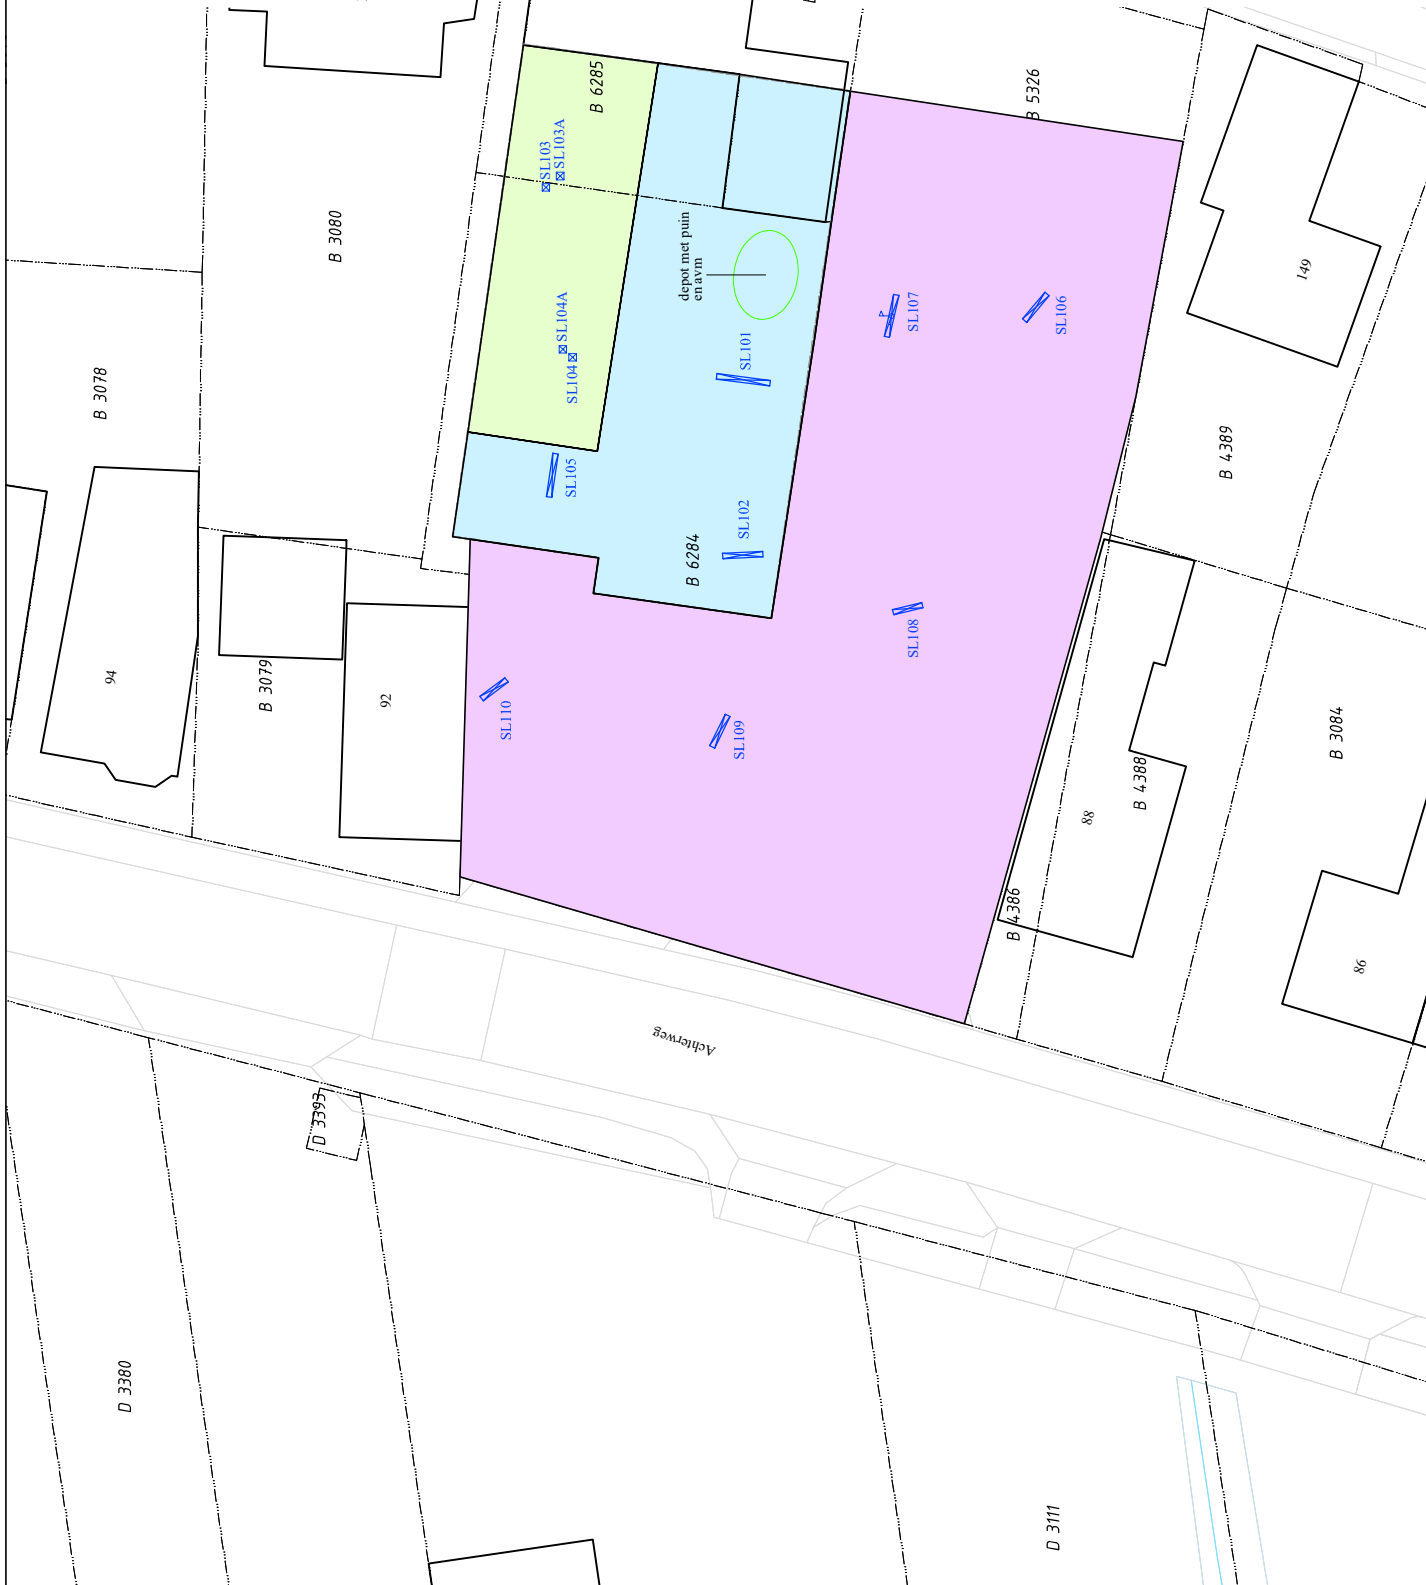 B 6285
B 5326
SL103
SL103A
B 3080
depot met puin
en avm
149
SL104A
SL104
SL107
SL106
SL101
B 3078
B 4389
SL105
SL102
B 6284
SL108
94
B 3079
92
SL110
SL109
B 3084
B 4388
88
B 4386
86
Achterweg
D 3393
D 3380
D 3111